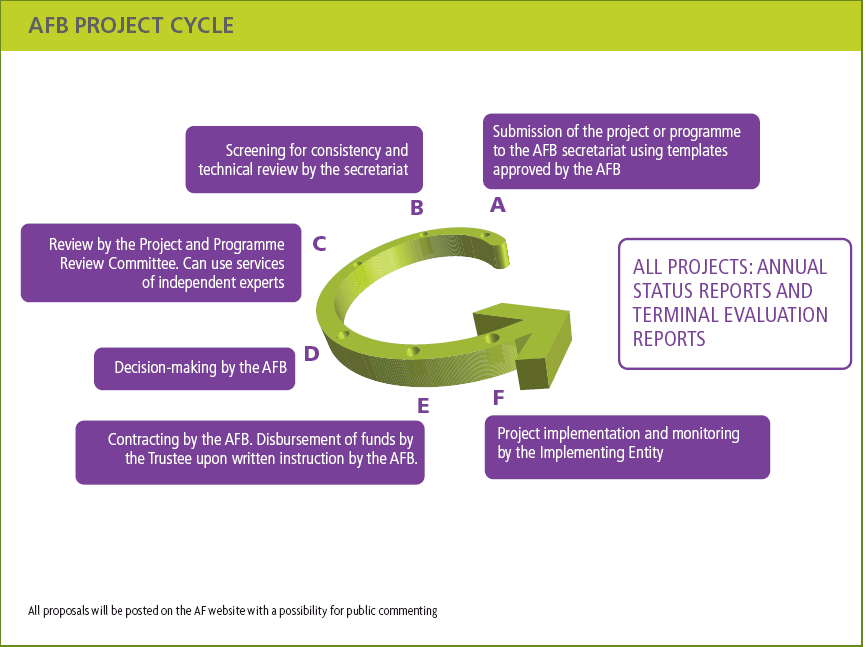 AFB PROJECT CYCLE
Submission of the project or programme
to the AFB secretariat using templates
approved by the AFB
A
Screening for consistency and
technical review by the secretariat
B
Review by the Project and Programme
Review Committee. Can use services
of independent experts
C
Decision-making by the AFB
D
Contracting by the AFB. Disbursement of funds by
the Trustee upon written instruction by the AFB.
E
Project implementation and monitoring
by the Implementing Entity
F
ALL PROJECTS: ANNUAL
STATUS REPORTS AND
TERMINAL EVALUATION
REPORTS
All proposals will be posted on the AF website with a possibility for public commenting